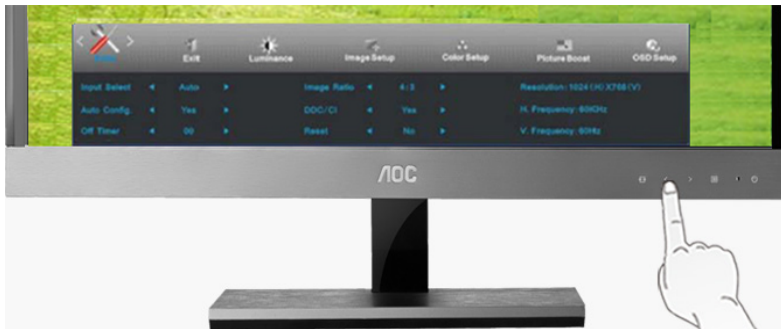 Exit
Luminance
Image Setup
Color Setup
Picture Boost
OSD Setup
Input Select Auto Image Ratio 4:3 Resolution: 1024 (H) X768 (V)
Auto Config. Yes DDC/CI Yes H. Frequency: 60KHz
Off Timer 00 Reset No V. Frequency: 60Hz
AOC